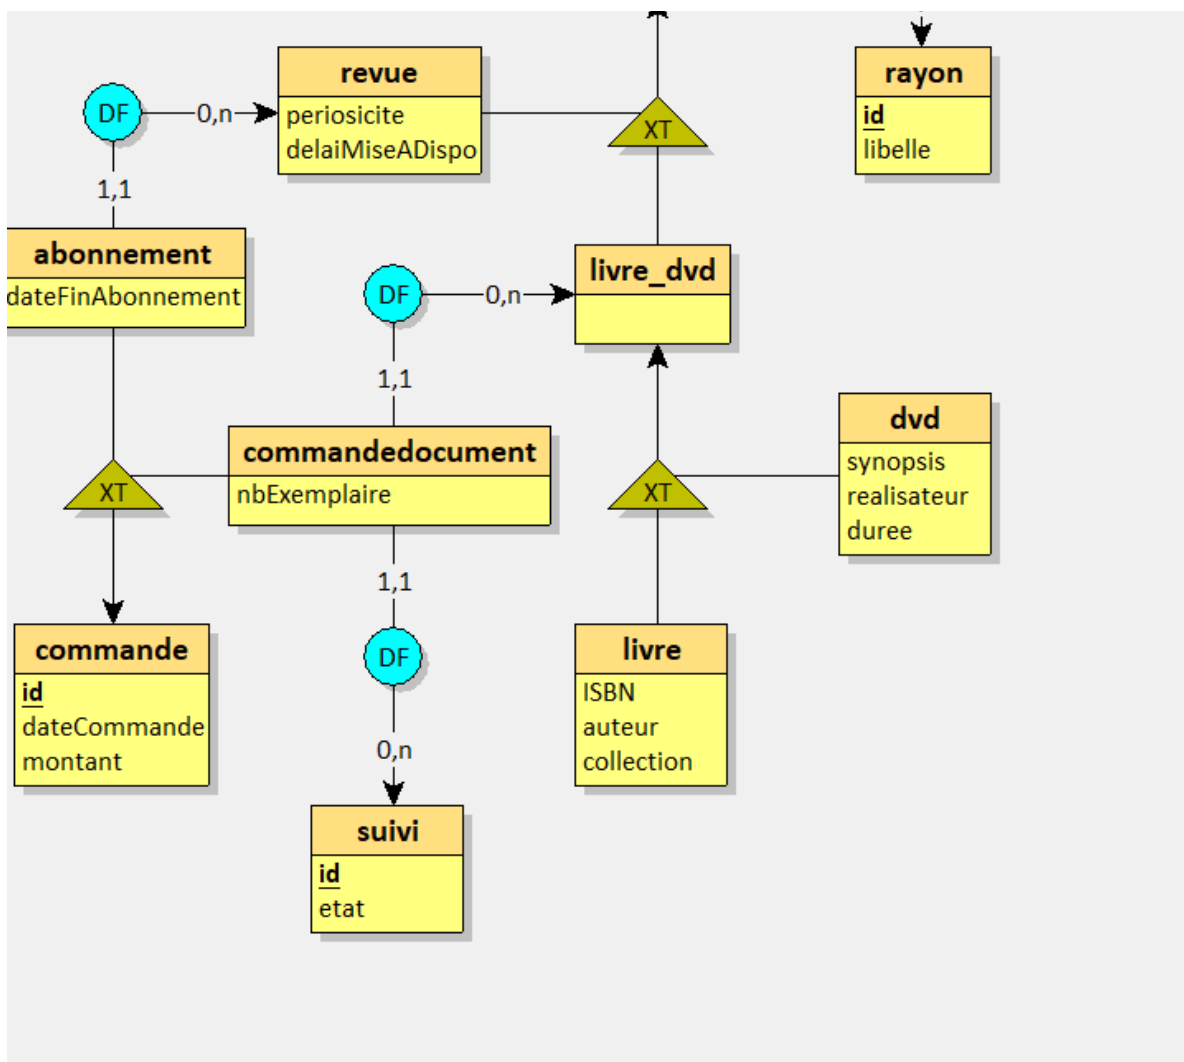 revue
periosicite
delaiMiseADispo
rayon
id
libelle
DF
0,n
XT
1,1
abonnement
dateFinAbonnement
livre_dvd
DF
0,n
1,1
dvd
synopsis
realisateur
duree
commandedocument
nbExemplaire
XT
XT
1,1
commande
id
dateCommande
montant
DF
livre
ISBN
auteur
collection
0,n
suivi
id
etat